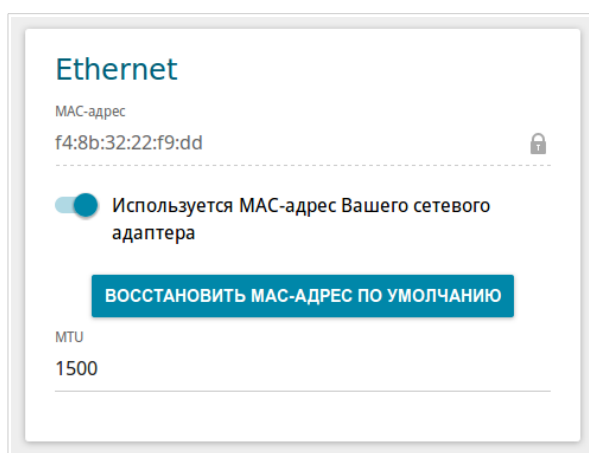 Ethernet
MAC-адрес
f4:8b:32:22:f9:dd
Используется MAC-адрес Вашего сетевого
адаптера
ВОССТАНОВИТЬ MAC-АДРЕС ПО УМОЛЧАНИЮ
MTU
1500